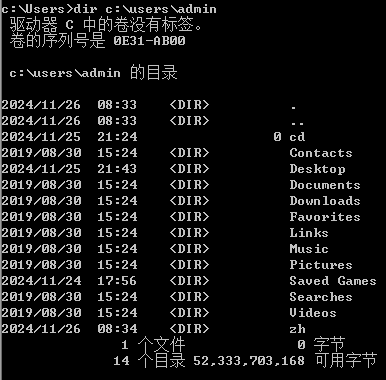 c:\Users>dir c:\users\admin
驱动器 C 中的卷没有标签。
卷的序列号是 0E31-AB00
c:\users\admin 的目录
2024/11/26 08:33 <DIR> .
2024/11/26 08:33 <DIR> ..
2024/11/25 21:24 0 cd
2019/08/30 15:24 <DIR> Contacts
2024/11/25 21:43 <DIR> Desktop
2019/08/30 15:24 <DIR> Documents
2019/08/30 15:24 <DIR> Downloads
2019/08/30 15:24 <DIR> Favorites
2019/08/30 15:24 <DIR> Links
2019/08/30 15:24 <DIR> Music
2019/08/30 15:24 <DIR> Pictures
2024/11/24 17:56 <DIR> Saved Games
2019/08/30 15:24 <DIR> Searches
2019/08/30 15:24 <DIR> Videos
2024/11/26 08:34 <DIR> zh
1 个文件 0 字节
14 个目录 52,333,703,168 可用字节